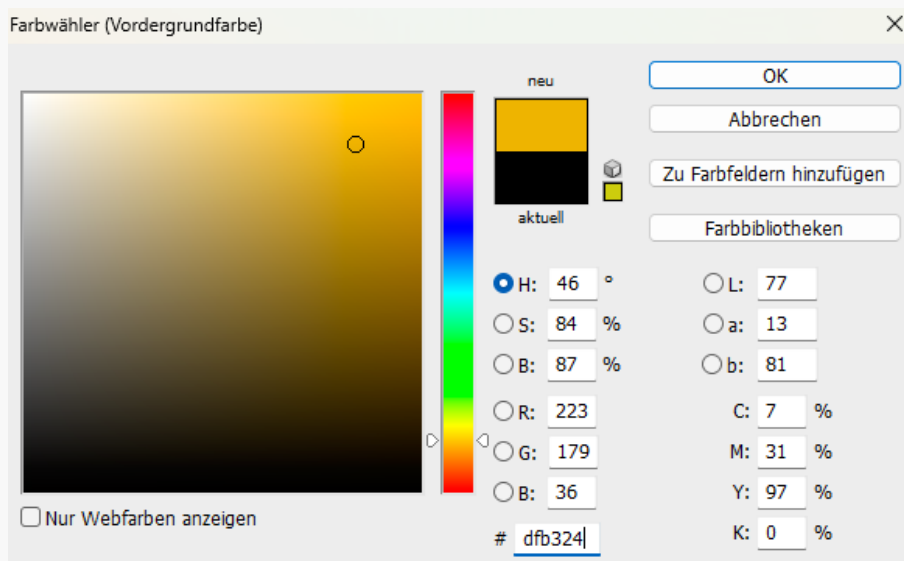 Farbwähler (Vordergrundfarbe)
neu
aktuell
OK
Abbrechen
Zu Farbfeldern hinzufügen
Farbbibliotheken
H: 46 °
S: 84 %
B: 87 %
R: 223
G: 179
B: 36
# dfb324
L: 77
a: 13
b: 81
C: 7 %
M: 31 %
Y: 97 %
K: 0 %
Nur Webfarben anzeigen